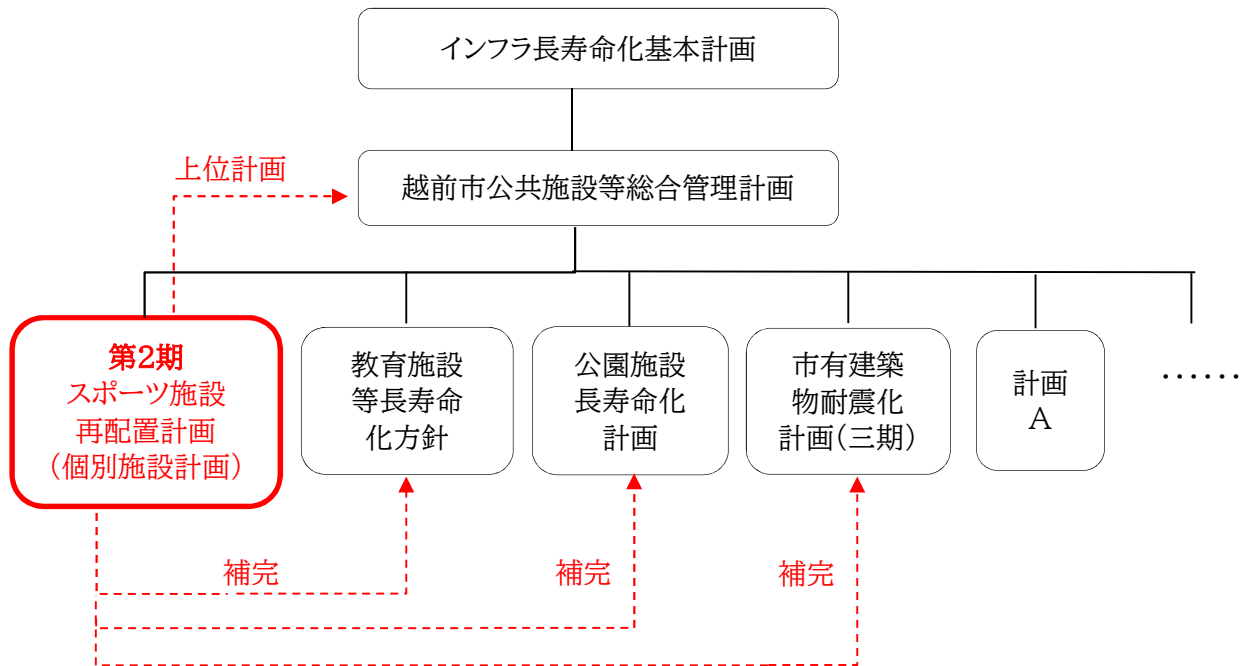 インフラ長寿命化基本計画
上位計画
越前市公共施設等総合管理計画
第2期
スポーツ施設
再配置計画
(個別施設計画)
教育施設
等長寿命
化方針
公園施設
長寿命化
計画
市有建築
物耐震化
計画(三期)
計画
A
……
補完
補完
補完